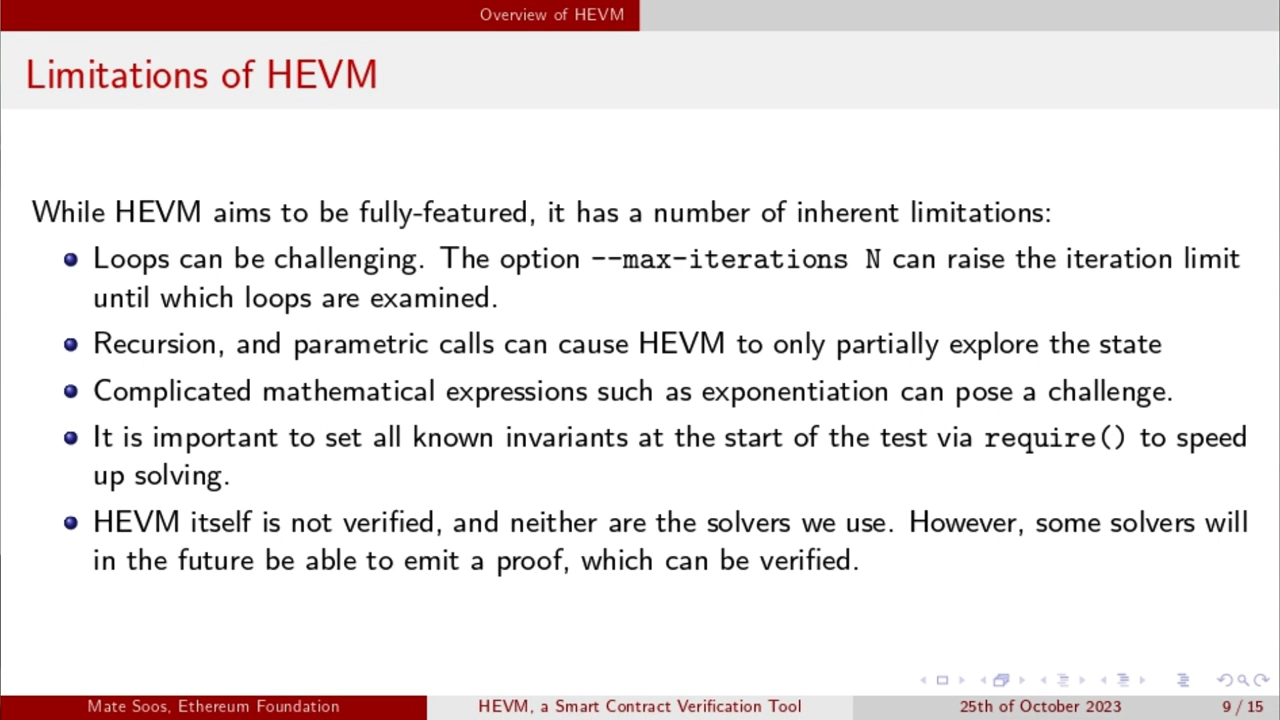 Overview of HEVM
Limitations of HEVM
While HEVM aims to be fully-featured, it has a number of inherent limitations:
Loops can be challenging. The option --max-iterations N can raise the iteration limit
until which loops are examined.
Recursion, and parametric calls can cause HEVM to only partially explore the state
Complicated mathematical expressions such as exponentiation can pose a challenge.
It is important to set all known invariants at the start of the test via require() to speed
up solving.
HEVM itself is not verified, and neither are the solvers we use. However, some solvers will
in the future be able to emit a proof, which can be verified.
Mate Soos, Ethereum Foundation
HEVM, a Smart Contract Verification Tool
25th of October 2023
9 / 15